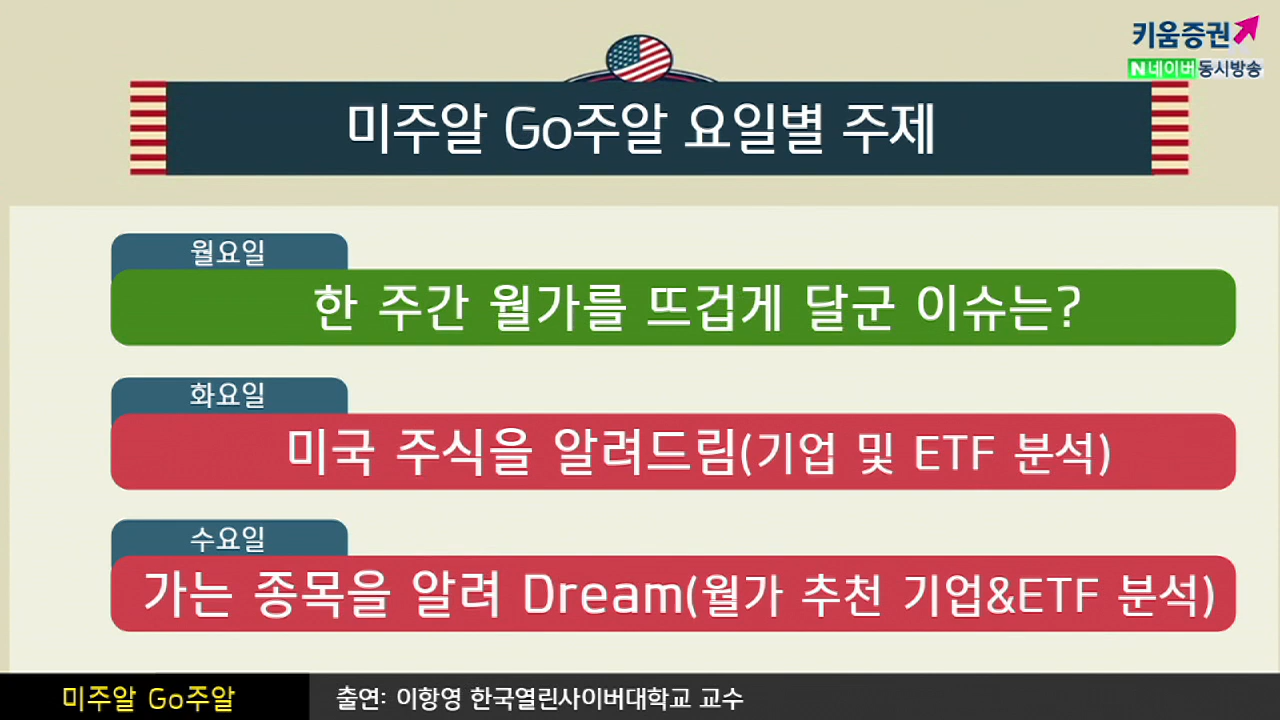 키움증권
N네이버 동시방송
미주알 Go주알 요일별 주제
월요일
한 주간 월가를 뜨겁게 달군 이슈는?
화요일
미국 주식을 알려드림(기업 및 ETF 분석)
수요일
가는 종목을 알려 Dream(월가 추천 기업&ETF 분석)
미주알 Go주알
출연: 이항영 한국열린사이버대학교 교수